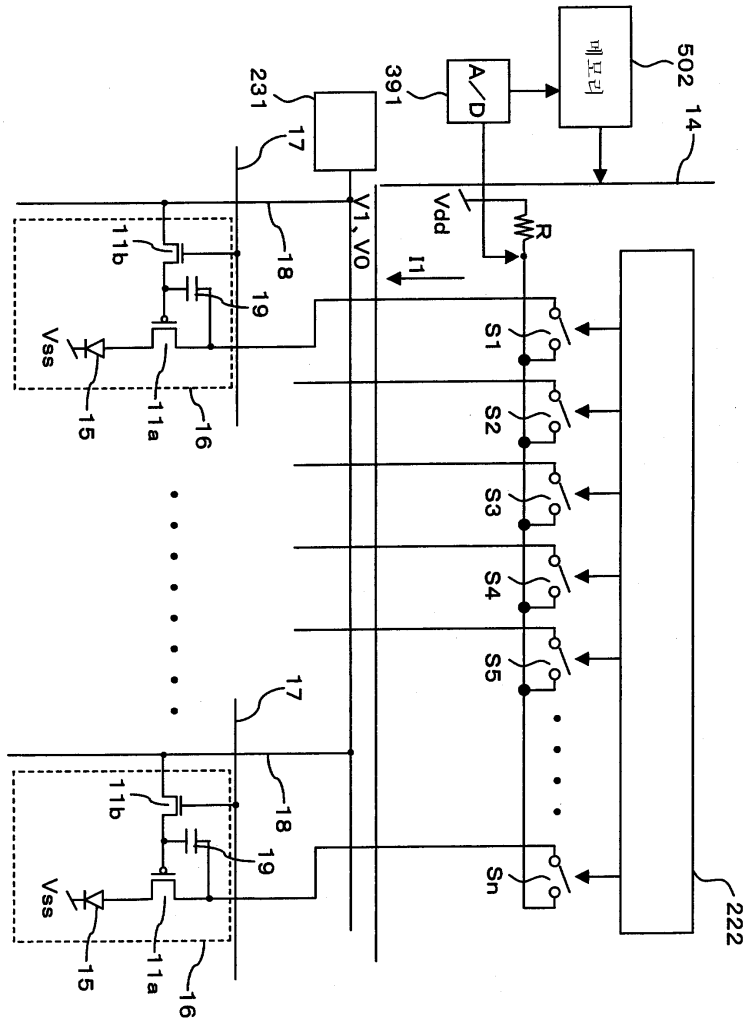 메모리
502
A/D
391
14
231
17
Vdd
R
V1、V0
I1
18
11b
19
11a
Vss
15
16
S1
S2
S3
S4
S5
Sn
222
17
18
11b
19
11a
Vss
15
16